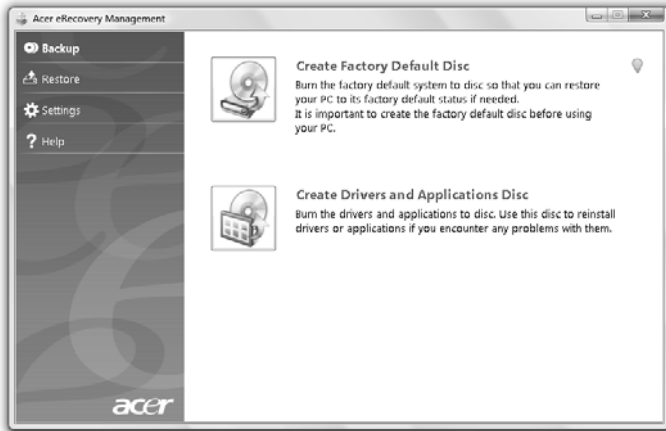 Acer eRecovery Management
Backup
Restore
Settings
Help
Create Factory Default Disc
Burn the factory default system to disc so that you can restore
your PC to its factory default status if needed.
It is important to create the factory default disc before using
your PC.
Create Drivers and Applications Disc
Burn the drivers and applications to disc. Use this disc to reinstall
drivers or applications if you encounter any problems with them.
acer